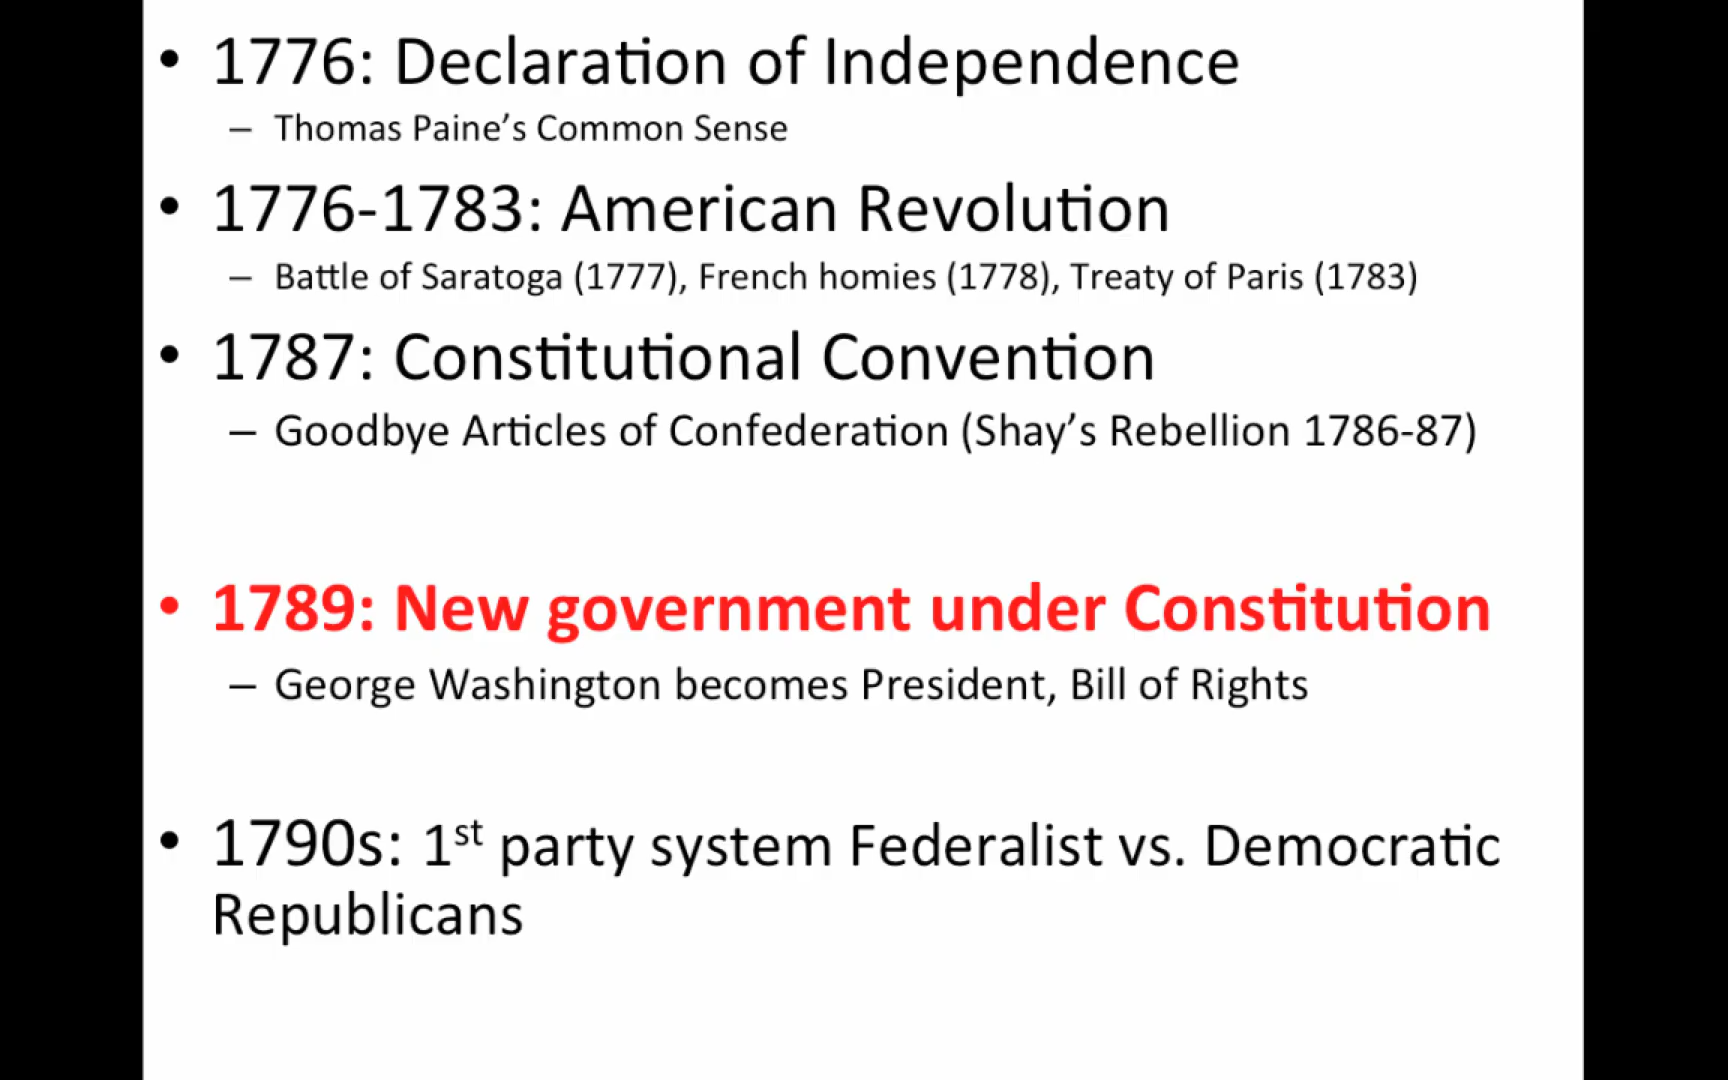 • 1776: Declaration of Independence
– Thomas Paine’s Common Sense
• 1776-1783: American Revolution
– Battle of Saratoga (1777), French homies (1778), Treaty of Paris (1783)
• 1787: Constitutional Convention
– Goodbye Articles of Confederation (Shay’s Rebellion 1786-87)
• 1789: New government under Constitution
– George Washington becomes President, Bill of Rights
• 1790s: 1st party system Federalist vs. Democratic
Republicans